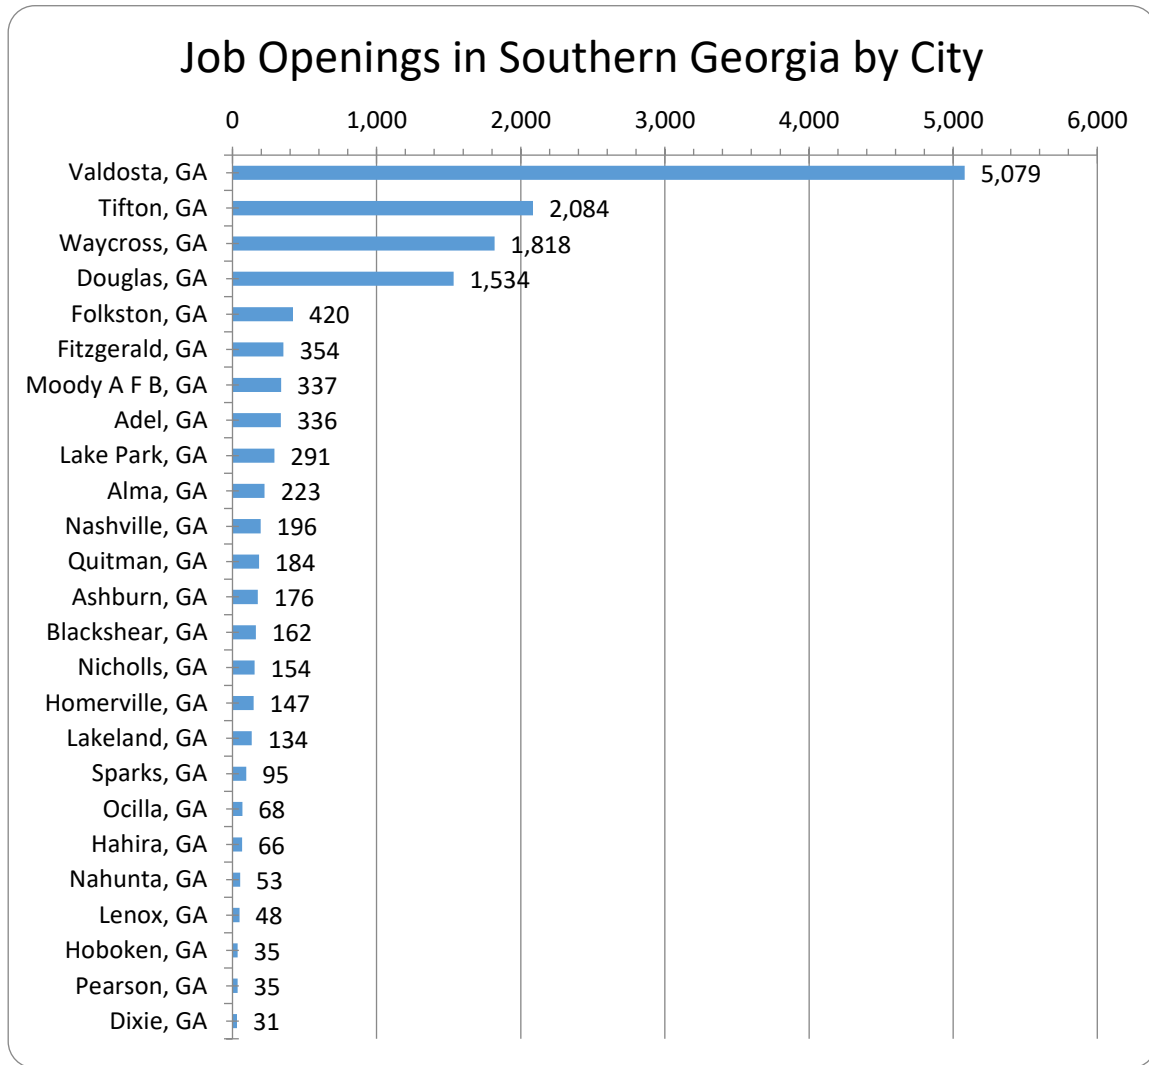 Job Openings in Southern Georgia by City
0 1,000 2,000 3,000 4,000 5,000 6,000
Valdosta, GA 5,079
Tifton, GA 2,084
Waycross, GA 1,818
Douglas, GA 1,534
Folkston, GA 420
Fitzgerald, GA 354
Moody A F B, GA 337
Adel, GA 336
Lake Park, GA 291
Alma, GA 223
Nashville, GA 196
Quitman, GA 184
Ashburn, GA 176
Blackshear, GA 162
Nicholls, GA 154
Homerville, GA 147
Lakeland, GA 134
Sparks, GA 95
Ocilla, GA 68
Hahira, GA 66
Nahunta, GA 53
Lenox, GA 48
Hoboken, GA 35
Pearson, GA 35
Dixie, GA 31